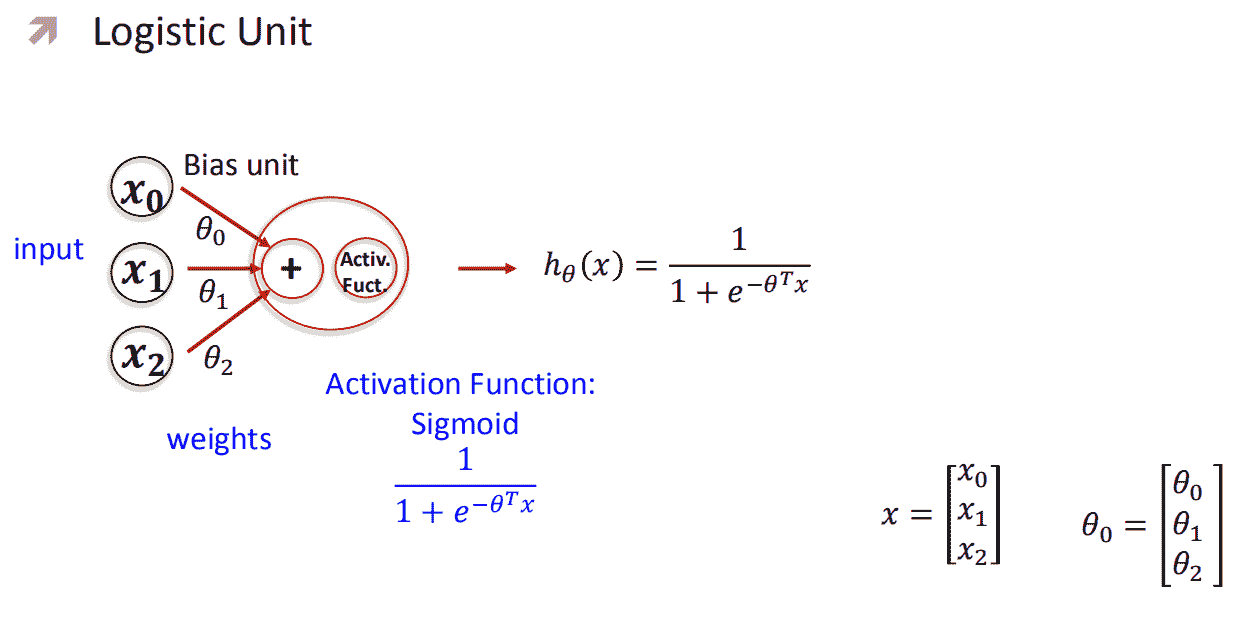 Logistic Unit
Bias unit
x₀
θ₀
input
x₁
θ₁
+
Activ.
Fuct.
h_θ(x) = 1 / (1 + e^{-θ^T x})
x₂
θ₂
weights
Activation Function:
Sigmoid
1 / (1 + e^{-θ^T x})
x = [x₀ x₁ x₂]
θ₀ = [θ₀ θ₁ θ₂]